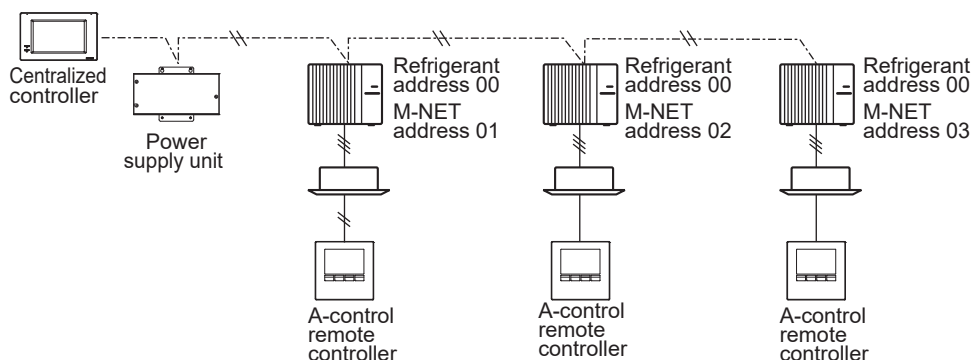 Centralized
controller
Power
supply unit
Refrigerant
address 00
M-NET
address 01
Refrigerant
address 00
M-NET
address 02
Refrigerant
address 00
M-NET
address 03
A-control
remote
controller
A-control
remote
controller
A-control
remote
controller